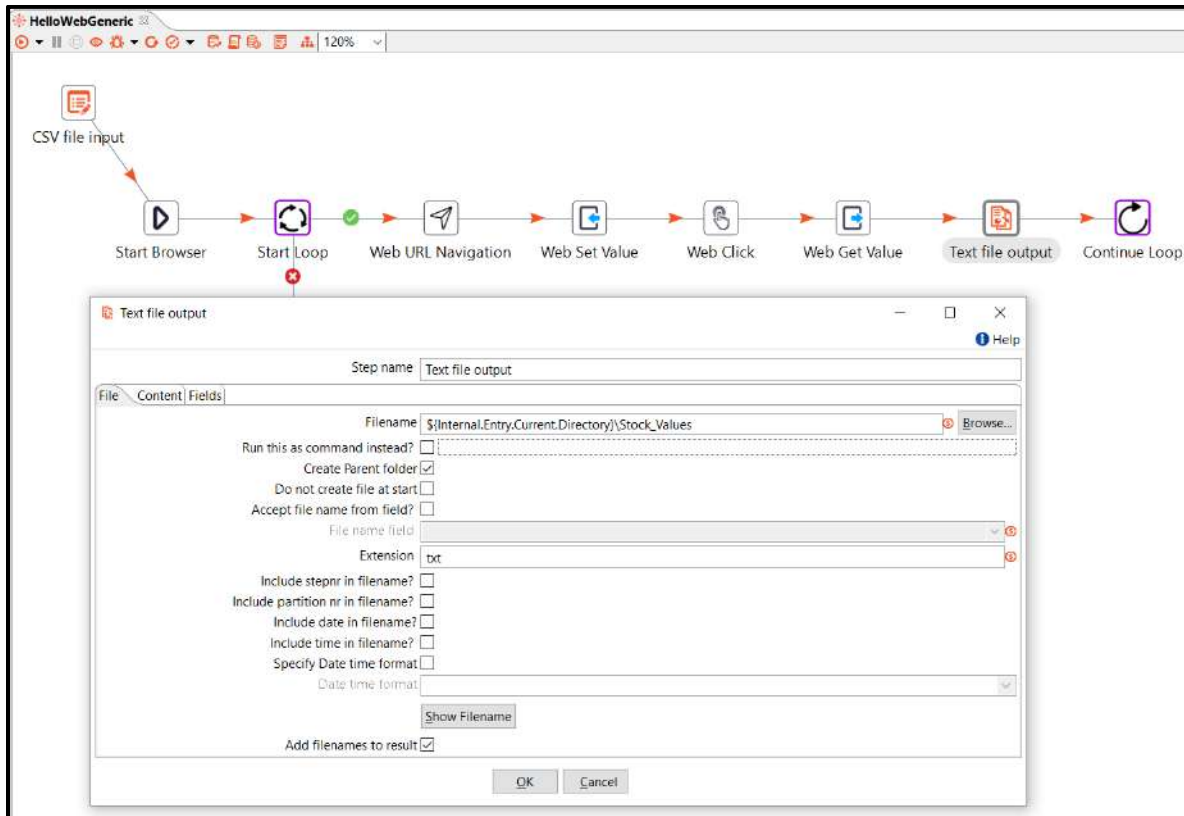 HelloWebGeneric
120%
CSV file input
Start Browser
Start Loop
Web URL Navigation
Web Set Value
Web Click
Web Get Value
Text file output
Continue Loop
Text file output
Help
Step name Text file output
File Content Fields
Filename ${Internal.Entry.Current.Directory}\Stock_Values Browse...
Run this as command instead?
Create Parent folder
Do not create file at start
Accept file name from field?
File name field
Extension txt
Include stepnr in filename?
Include partition nr in filename?
Include date in filename?
Include time in filename?
Specify Date time format
Date time format
Show Filename
Add filenames to result
OK Cancel